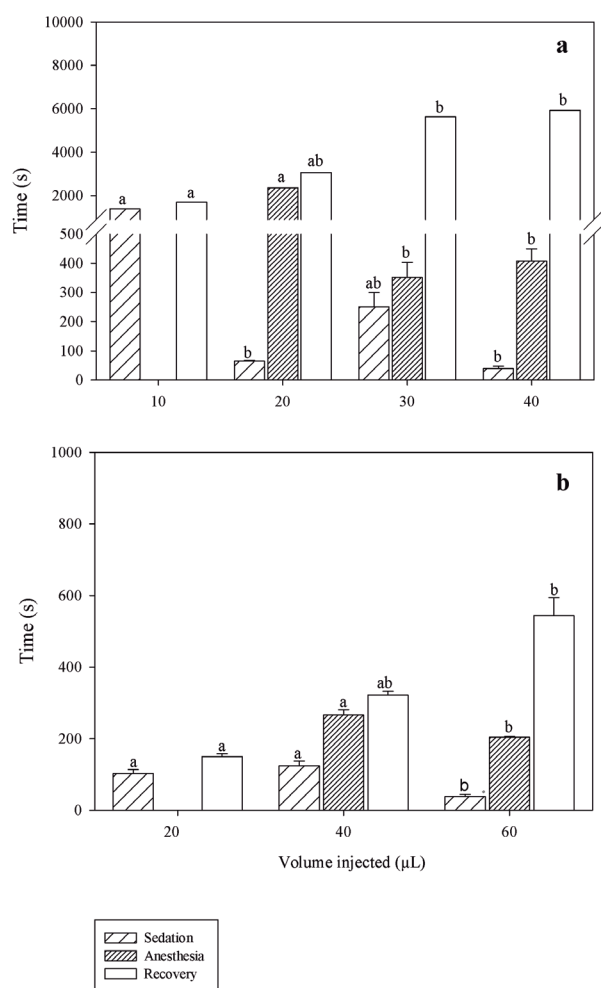 10000
a
8000
6000
4000
2000
500
400
300
200
100
0
Time (s)
a a
b a ab
ab b b
b b b
10 20 30 40
1000
b
800
600
400
200
0
Time (s)
a a
a a ab
b b b
20 40 60
Volume injected (µL)
Sedation
Anesthesia
Recovery